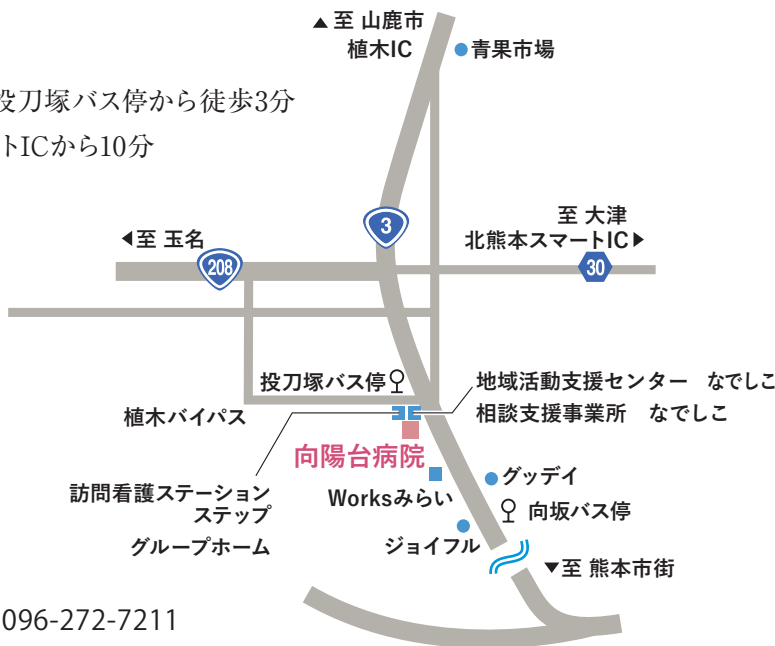 ▲至 山鹿市
植木IC
青果市場
投刀塚バス停から徒歩3分
トICから10分
3
至 大津
北熊本スマートIC▶
◀至 玉名
208
30
投刀塚バス停
地域活動支援センター なでしこ
相談支援事業所 なでしこ
植木バイパス
向陽台病院
訪問看護ステーション
ステップ
グループホーム
Worksみらい
グッデイ
向坂バス停
ジョイフル
▼至 熊本市街
096-272-7211